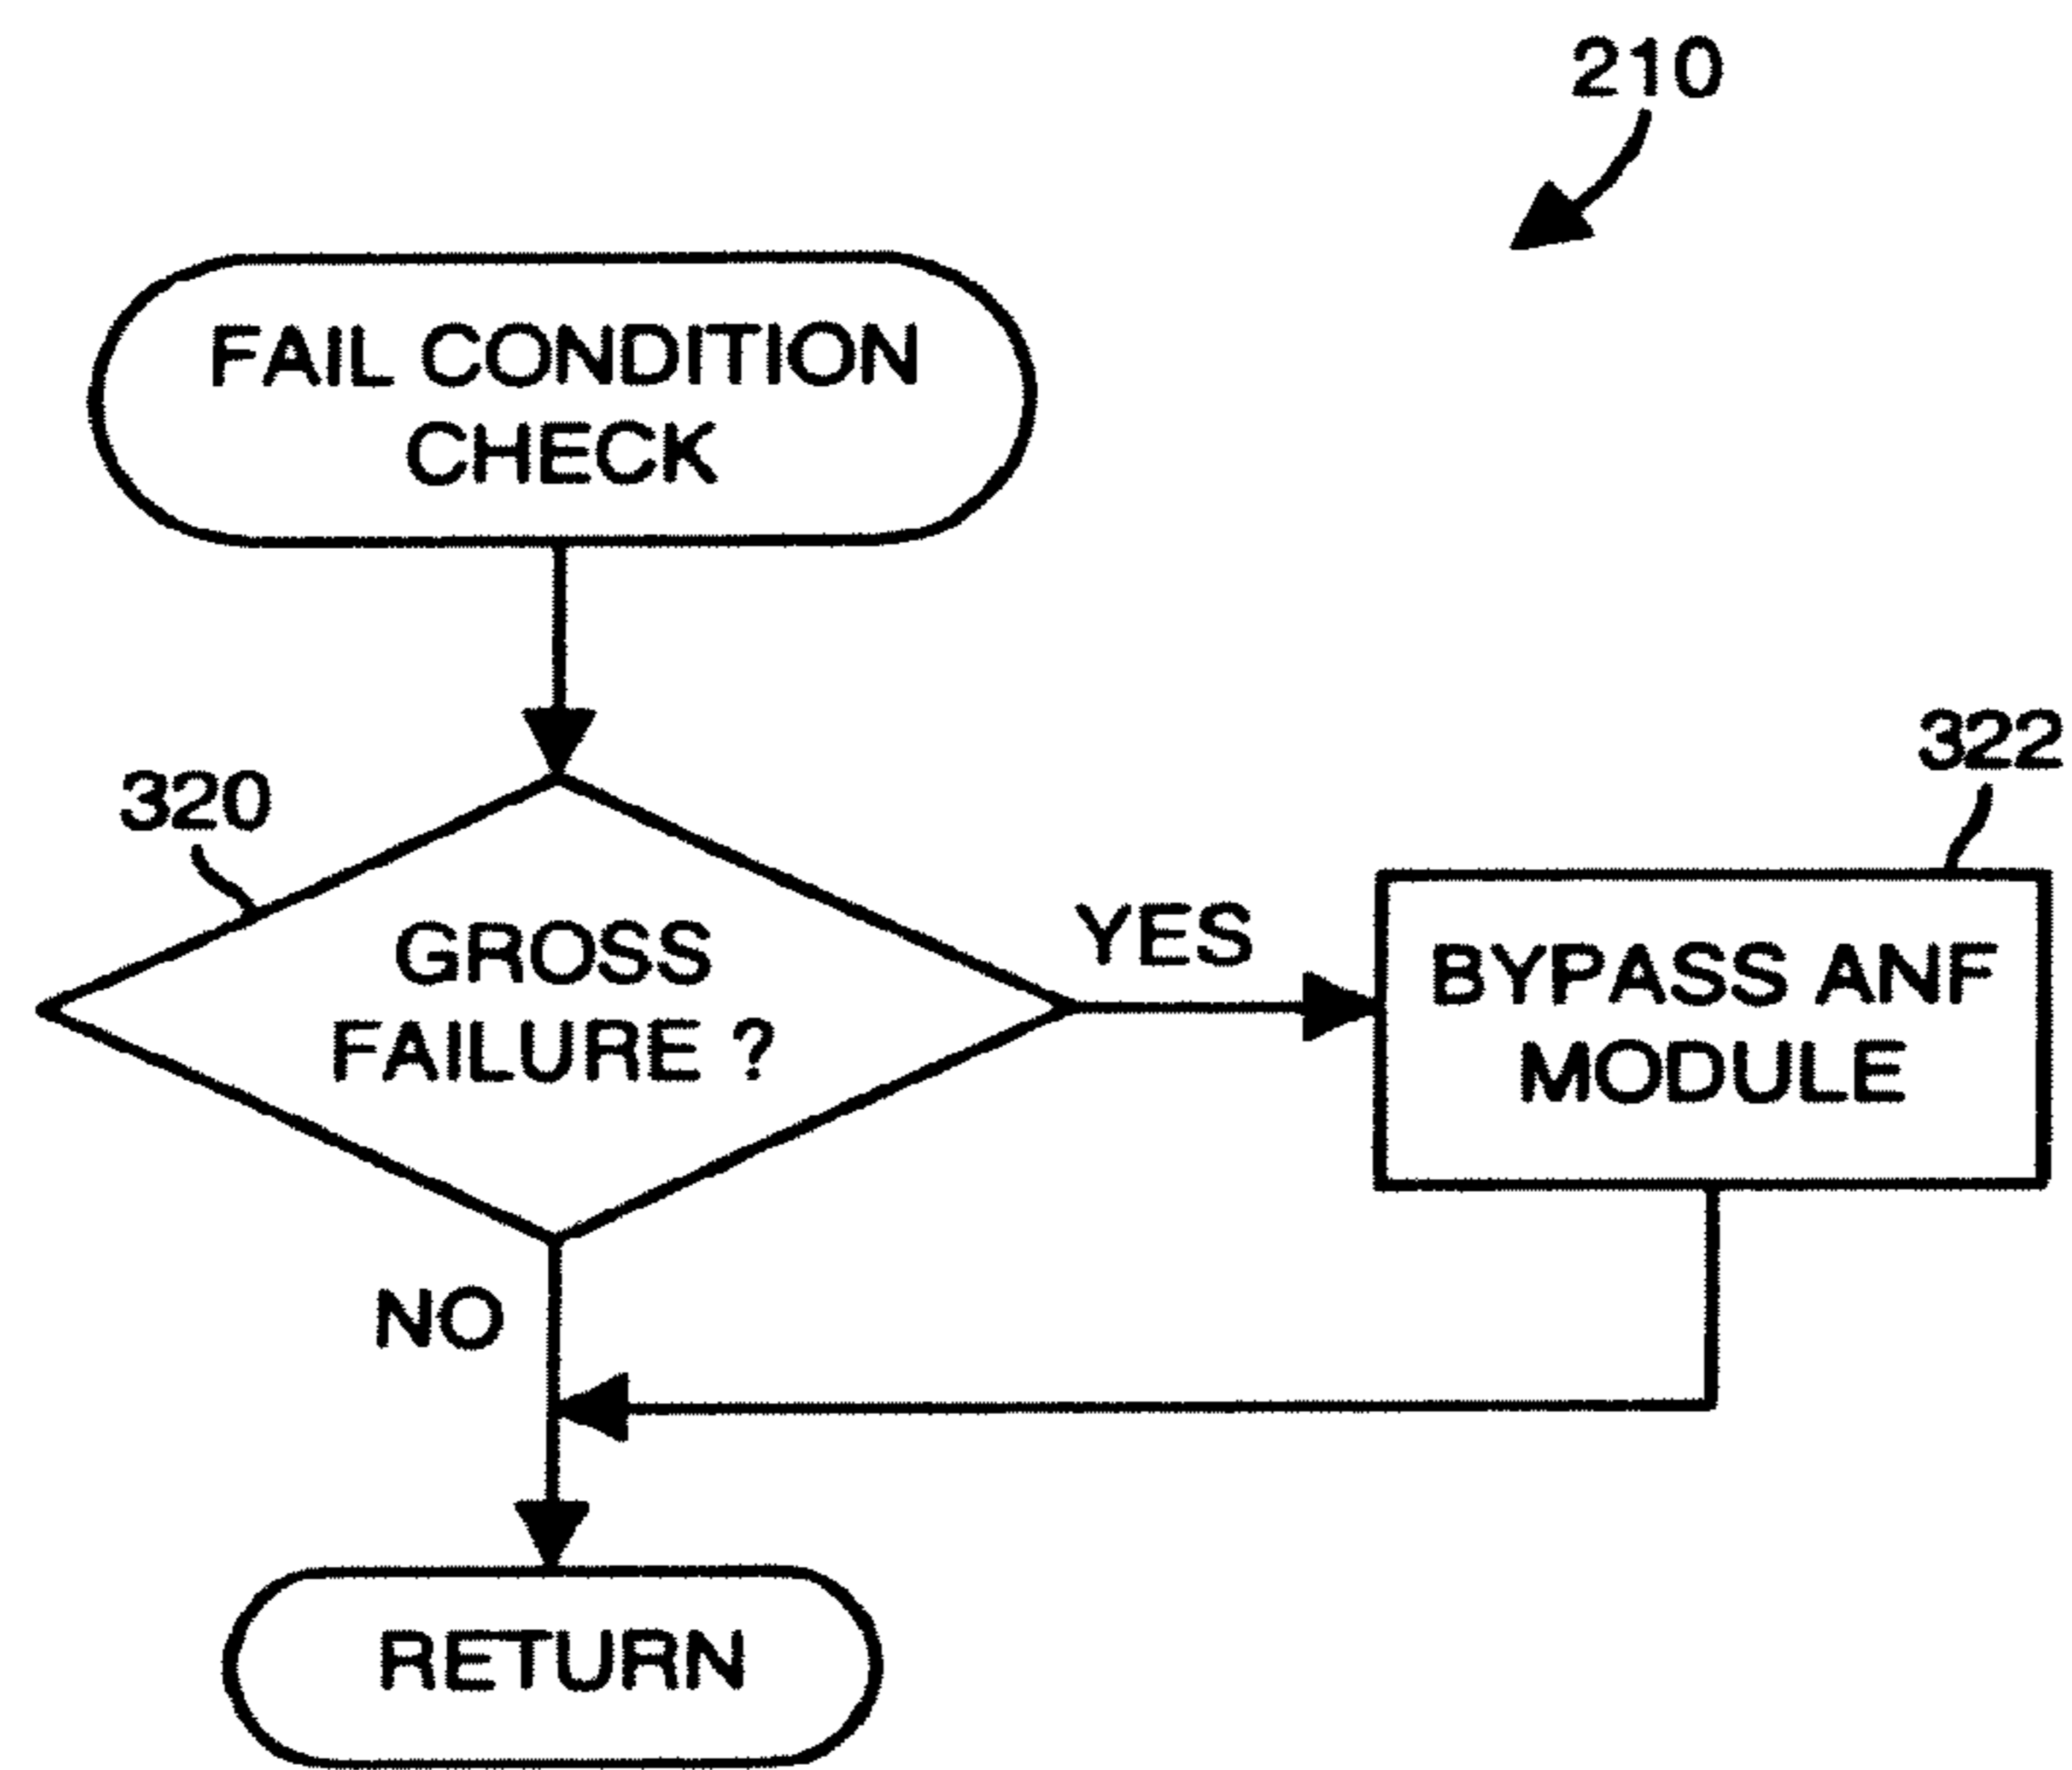 210
FAIL CONDITION
CHECK
320
GROSS
FAILURE ?
YES
322
BYPASS ANF
MODULE
NO
RETURN